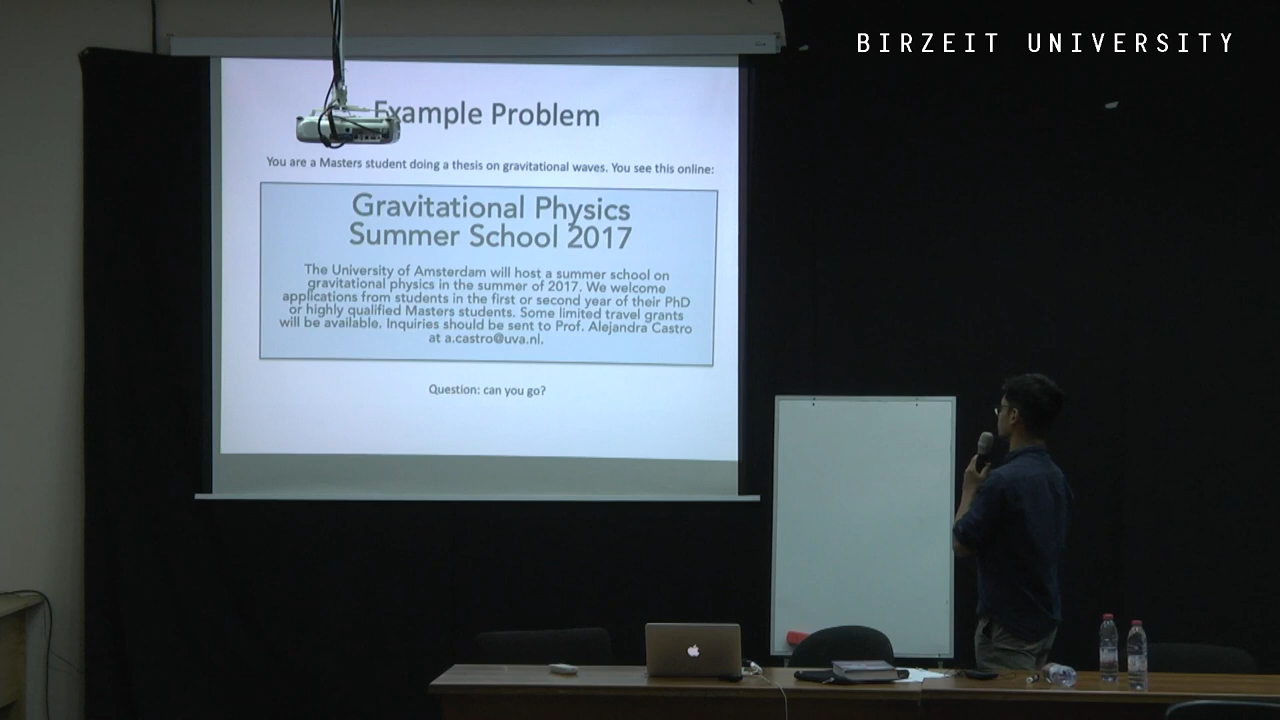 BIRZEIT UNIVERSITY
Example Problem
You are a Masters student doing a thesis on gravitational waves. You see this online:
Gravitational Physics
Summer School 2017
The University of Amsterdam will host a summer school on
gravitational physics in the summer of 2017. We welcome
applications from students in the first or second year of their PhD
or highly qualified Masters students. Some limited travel grants
will be available. Inquiries should be sent to Prof. Alejandra Castro
at a.castro@uva.nl.
Question: can you go?